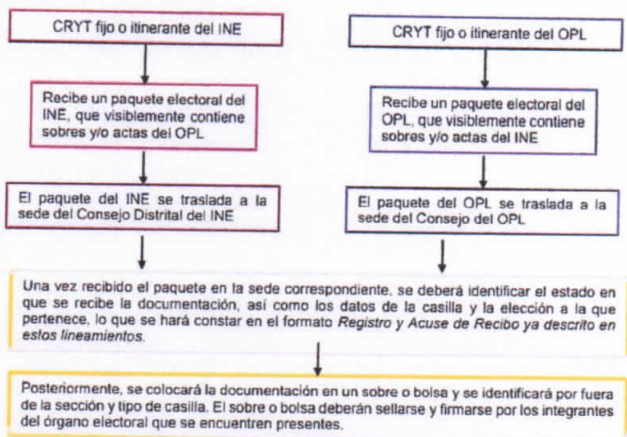 CRYT fijo o itinerante del INE
CRYT fijo o itinerante del OPL
Recibe un paquete electoral del
INE, que visiblemente contiene
sobres y/o actas del OPL
Recibe un paquete electoral del
OPL, que visiblemente contiene
sobres y/o actas del INE
El paquete del INE se traslada a la
sede del Consejo Distrital del INE
El paquete del OPL se traslada a la
sede del Consejo del OPL
Una vez recibido el paquete en la sede correspondiente, se deberá identificar el estado en
que se recibe la documentación, así como los datos de la casilla y la elección a la que
pertenece, lo que se hará constar en el formato Registro y Acuse de Recibo ya descrito en
estos lineamientos.
Posteriormente, se colocará la documentación en un sobre o bolsa y se identificará por fuera
de la sección y tipo de casilla. El sobre o bolsa deberán sellarse y firmarse por los integrantes
del órgano electoral que se encuentren presentes.